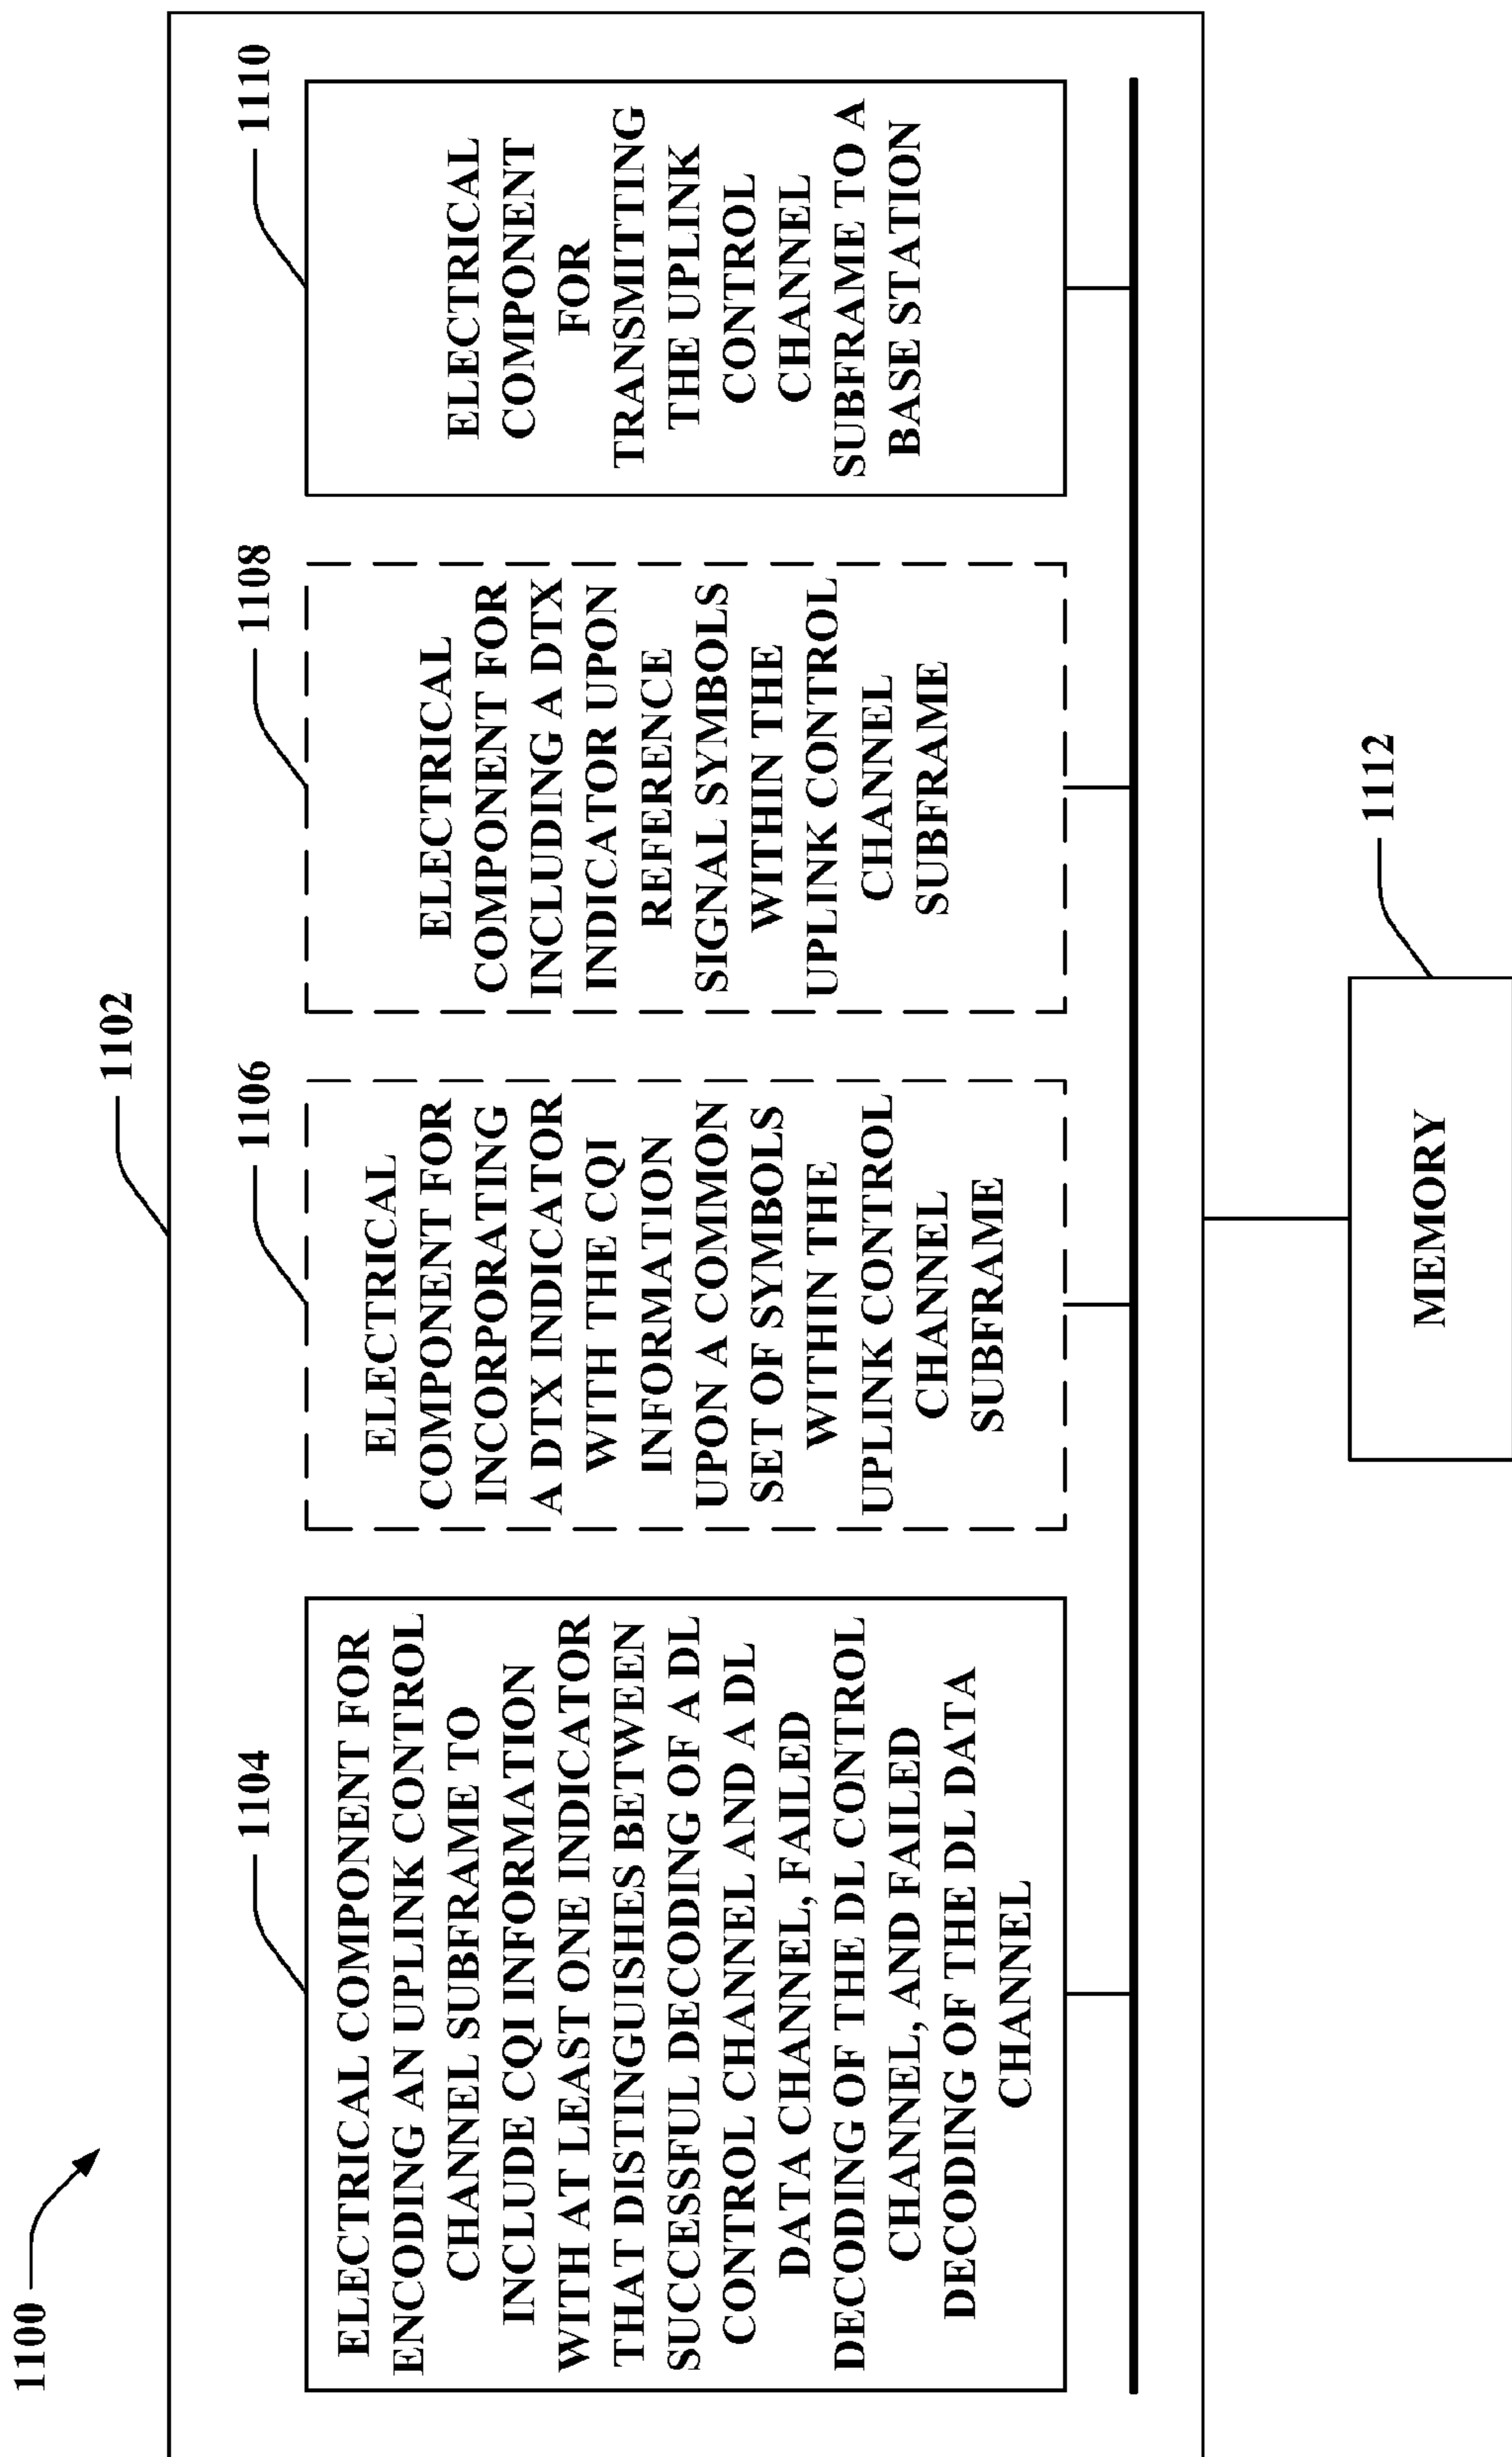 1100
1102
1104
ELECTRICAL COMPONENT FOR
ENCODING AN UPLINK CONTROL
CHANNEL SUBFRAME TO
INCLUDE CQI INFORMATION
WITH AT LEAST ONE INDICATOR
THAT DISTINGUISHES BETWEEN
SUCCESSFUL DECODING OF A DL
CONTROL CHANNEL AND A DL
DATA CHANNEL, FAILED
DECODING OF THE DL CONTROL
CHANNEL, AND FAILED
DECODING OF THE DL DATA
CHANNEL
1106
ELECTRICAL
COMPONENT FOR
INCORPORATING
A DTX INDICATOR
WITH THE CQI
INFORMATION
UPON A COMMON
SET OF SYMBOLS
WITHIN THE
UPLINK CONTROL
CHANNEL
SUBFRAME
1108
ELECTRICAL
COMPONENT FOR
INCLUDING A DTX
INDICATOR UPON
REFERENCE
SIGNAL SYMBOLS
WITHIN THE
UPLINK CONTROL
CHANNEL
SUBFRAME
1110
ELECTRICAL
COMPONENT
FOR
TRANSMITTING
THE UPLINK
CONTROL
CHANNEL
SUBFRAME TO A
BASE STATION
1112
MEMORY